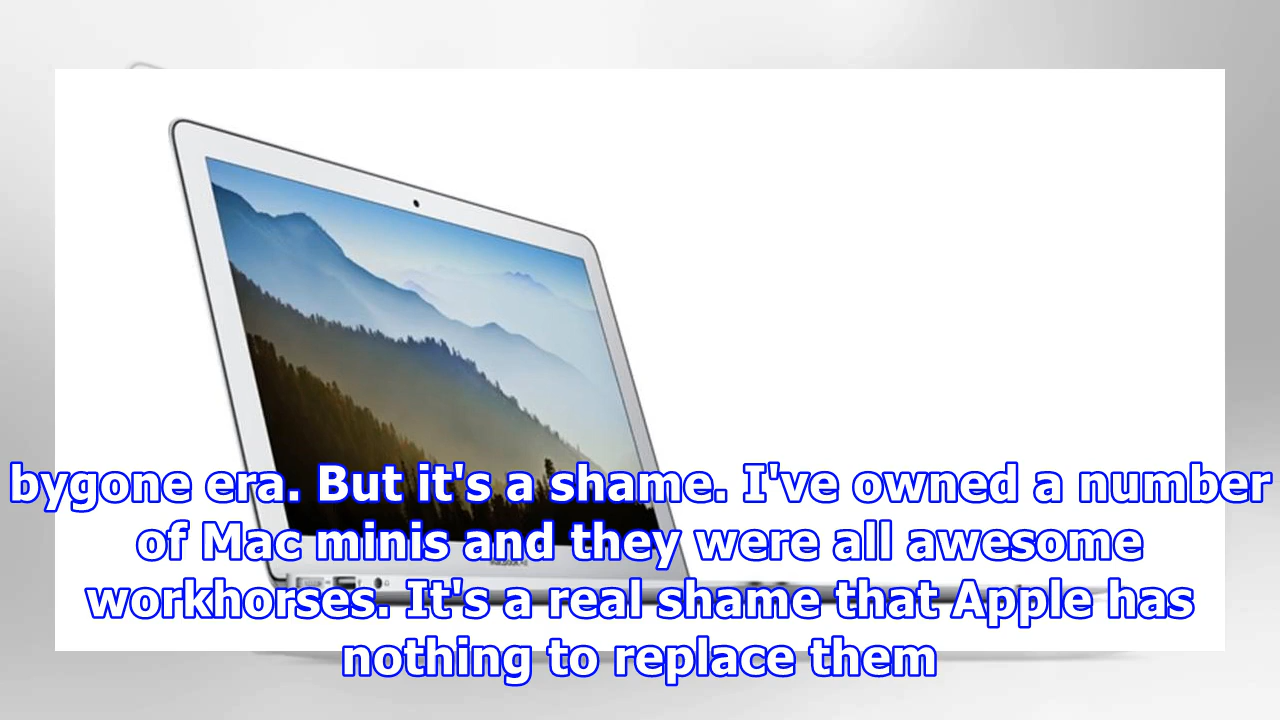 bygone era. But it's a shame. I've owned a number
of Mac minis and they were all awesome
workhorses. It's a real shame that Apple has
nothing to replace them